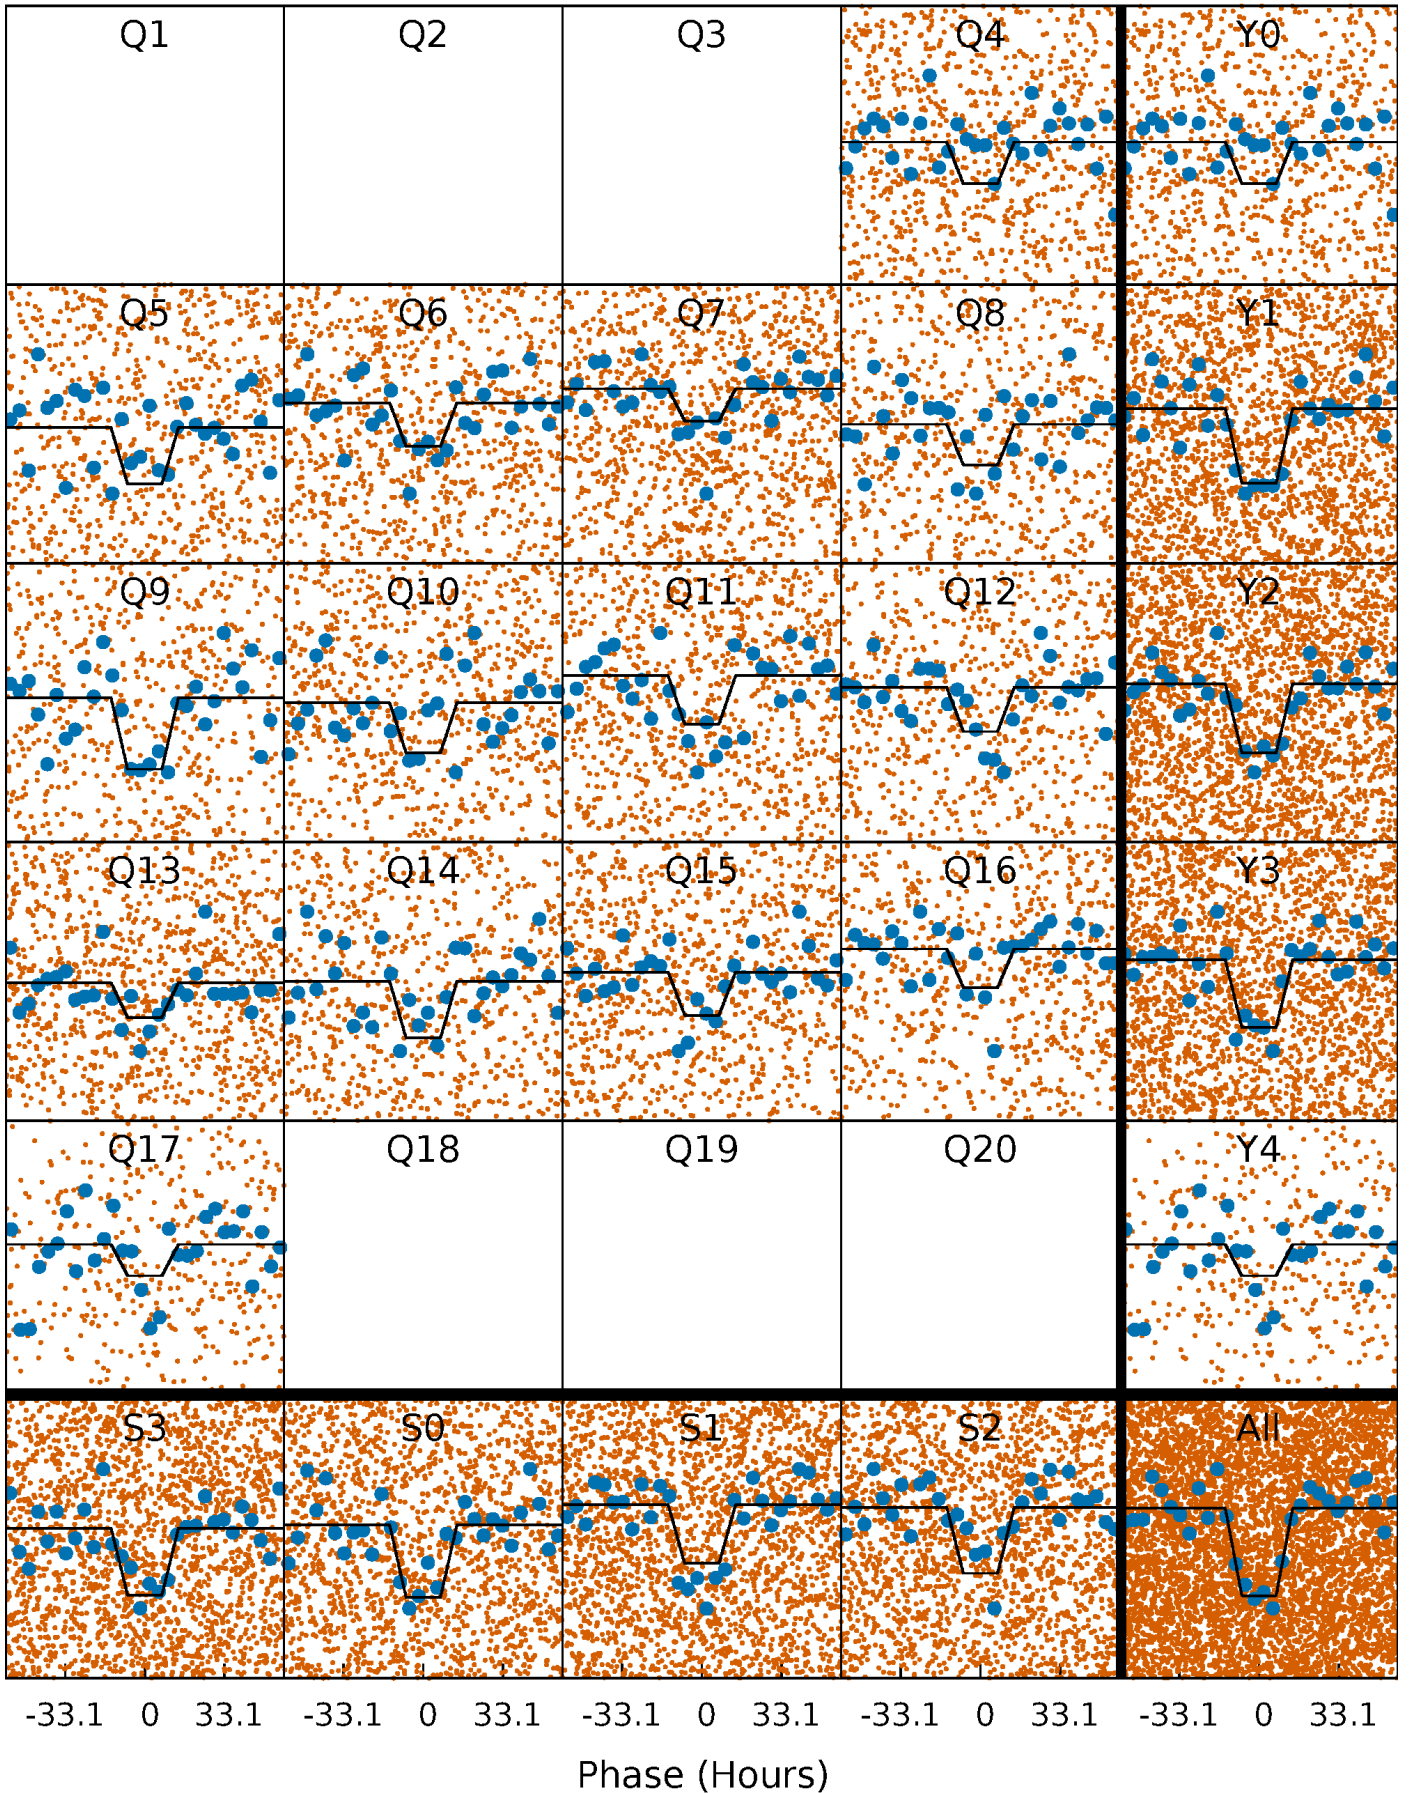 Q1 Q2 Q3 Q4 Y0
Q5 Q6 Q7 Q8 Y1
Q9 Q10 Q11 Q12 Y2
Q13 Q14 Q15 Q16 Y3
Q17 Q18 Q19 Q20 Y4
S3 S0 S1 S2 All
-33.1 0 33.1 -33.1 0 33.1 -33.1 0 33.1 -33.1 0 33.1 -33.1 0 33.1
Phase (Hours)